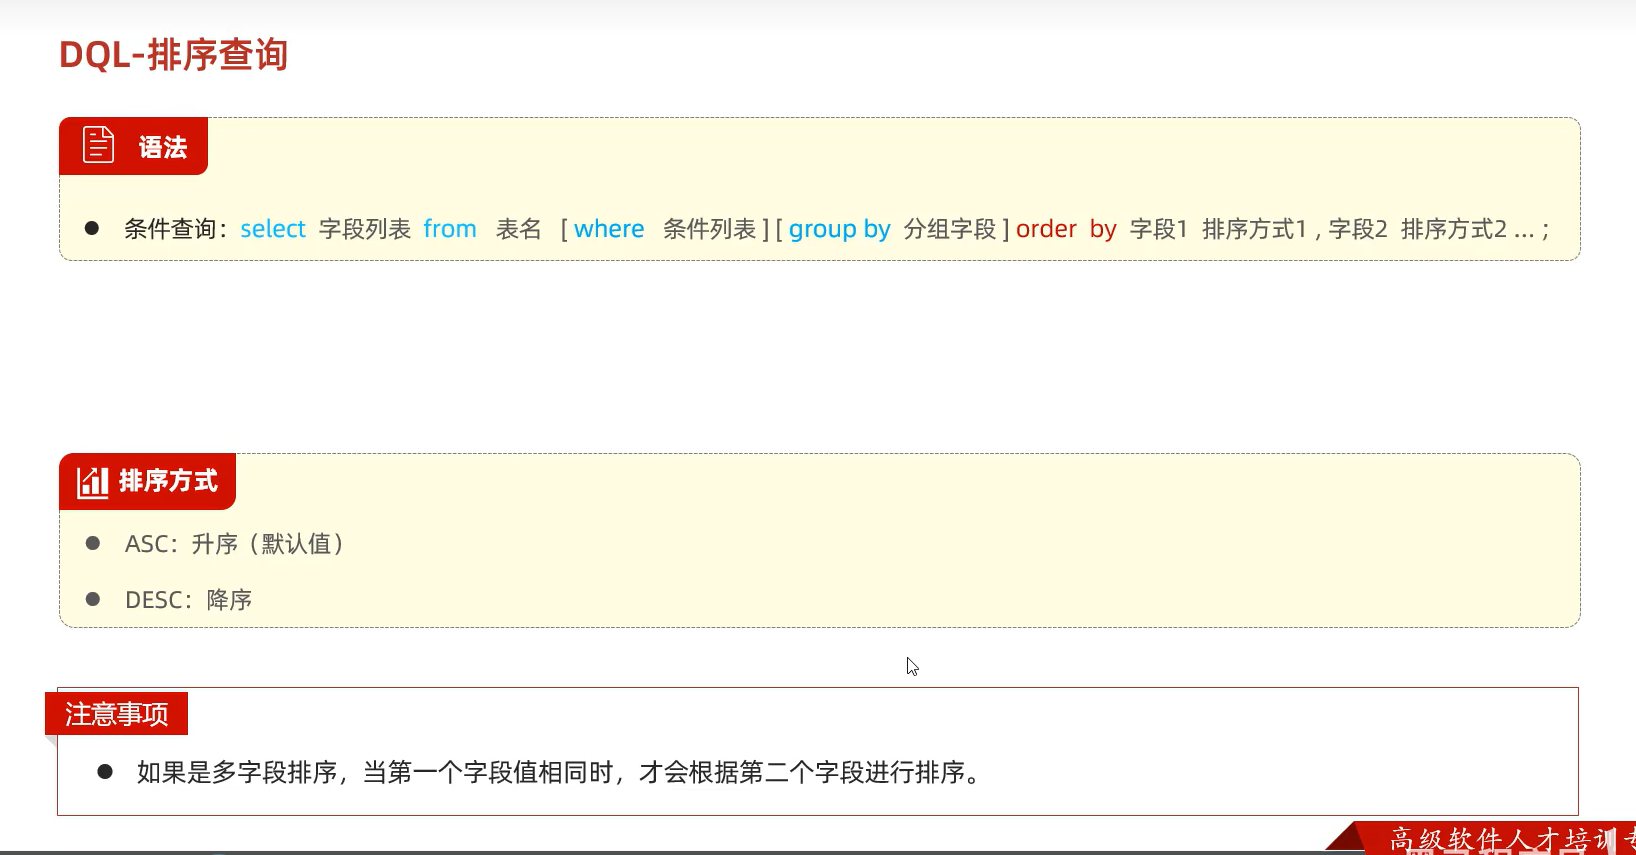 DQL-排序查询
语法
● 条件查询：select 字段列表 from 表名 [ where 条件列表 ] [ group by 分组字段 ] order by 字段1 排序方式1 , 字段2 排序方式2 … ;
排序方式
● ASC：升序（默认值）
● DESC：降序
注意事项
● 如果是多字段排序，当第一个字段值相同时，才会根据第二个字段进行排序。
高级软件人才培训专